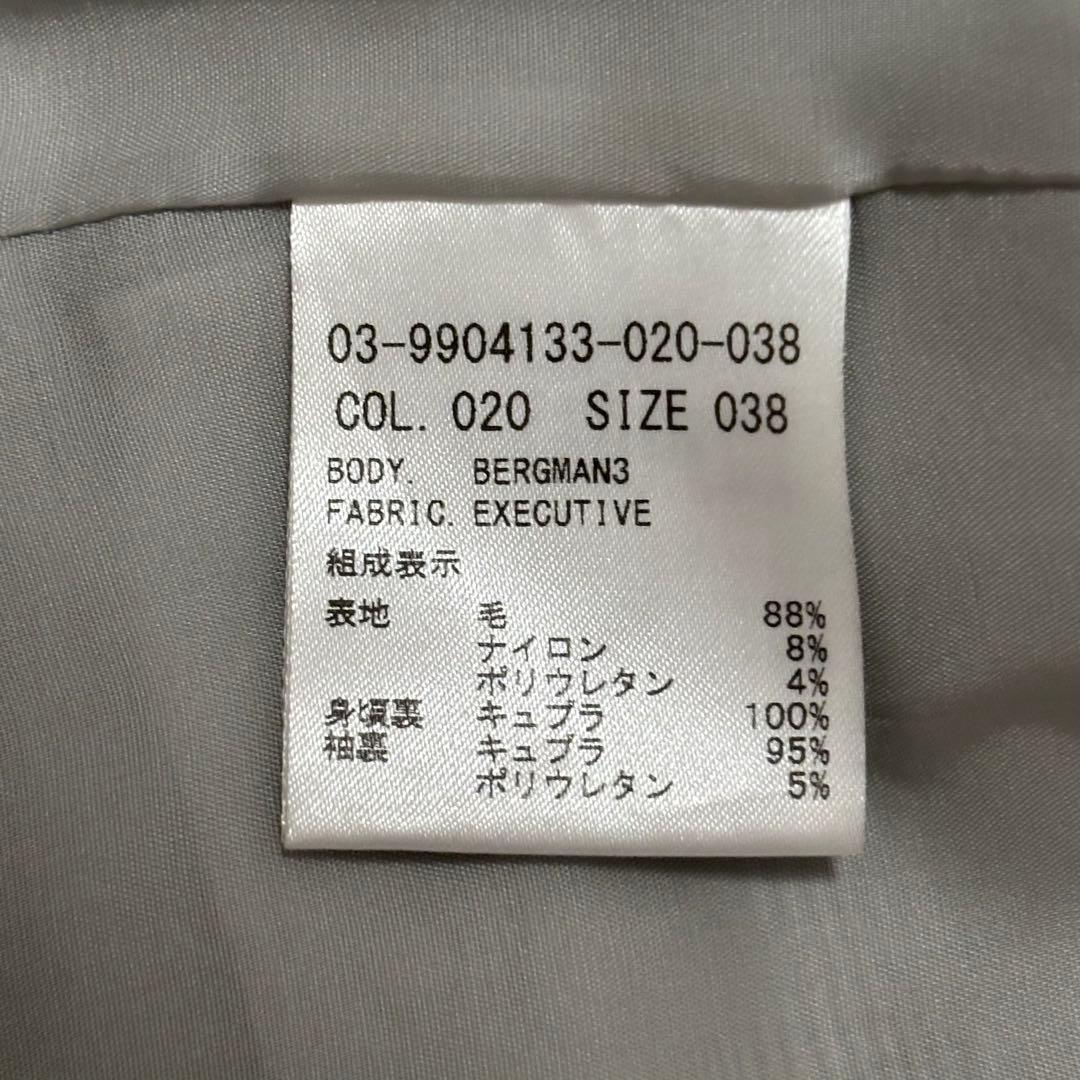 03-9904133-020-038
COL. 020 SIZE 038
BODY. BERGMAN3
FABRIC. EXECUTIVE
組成表示
表地 毛 88%
ナイロン 8%
ポリウレタン 4%
身頃裏 キュプラ 100%
袖裏 キュプラ 95%
ポリウレタン 5%